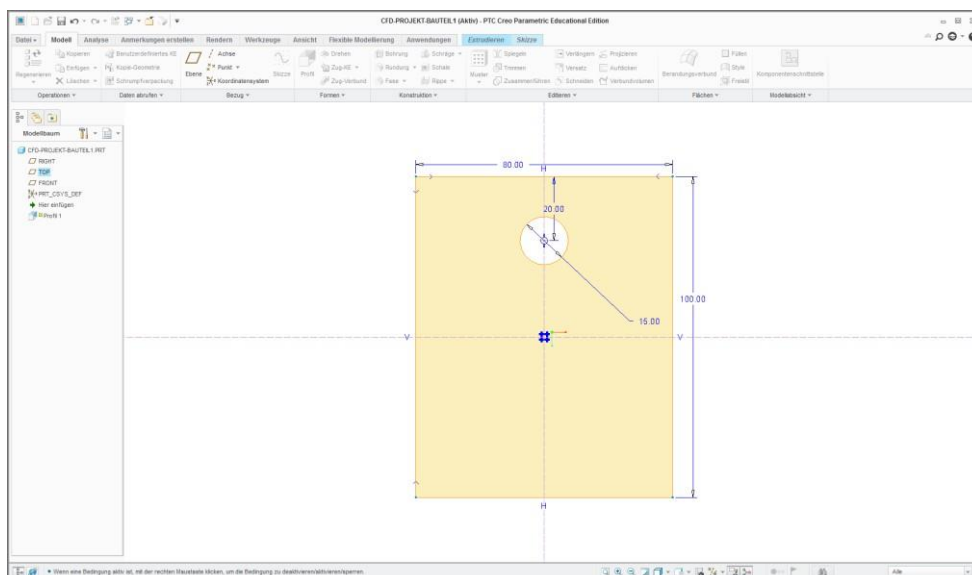 CFD-PROJEKT-BAUTEIL1 (Aktiv) - PTC Creo Parametric Educational Edition
Datei Modell Analyse Anmerkungen erstellen Rendern Werkzeuge Ansicht Flexible Modellierung Anwendungen Extrudieren Skizze
Kopieren Benutzerdefiniertes KE Achse Drehen Bohrung Schräge Spiegeln Verlängern Projizieren Füllen
Regenerieren Einfügen Kopie-Geometrie Ebene Punkt Skizze Profil Zug-KE Rundung Schale Muster Trimmen Versatz Aufdicken Berandungsverbund Style Komponentenschnittstelle
Löschen Schrumpfverpackung Koordinatensystem Zug-Verbund Fase Rippe Zusammenführen Schneiden Verbundvolumen Freistil
Operationen Daten abrufen Bezug Formen Konstruktion Editieren Flächen Modellabsicht
Modellbaum
CFD-PROJEKT-BAUTEIL1.PRT
RIGHT
TOP
FRONT
PRT_CSYS_DEF
Hier einfügen
Profil 1
80.00
H
20.00
100.00
15.00
V V
H
Wenn eine Bedingung aktiv ist, mit der rechten Maustaste klicken, um die Bedingung zu deaktivieren/aktivieren/sperren.
Alle